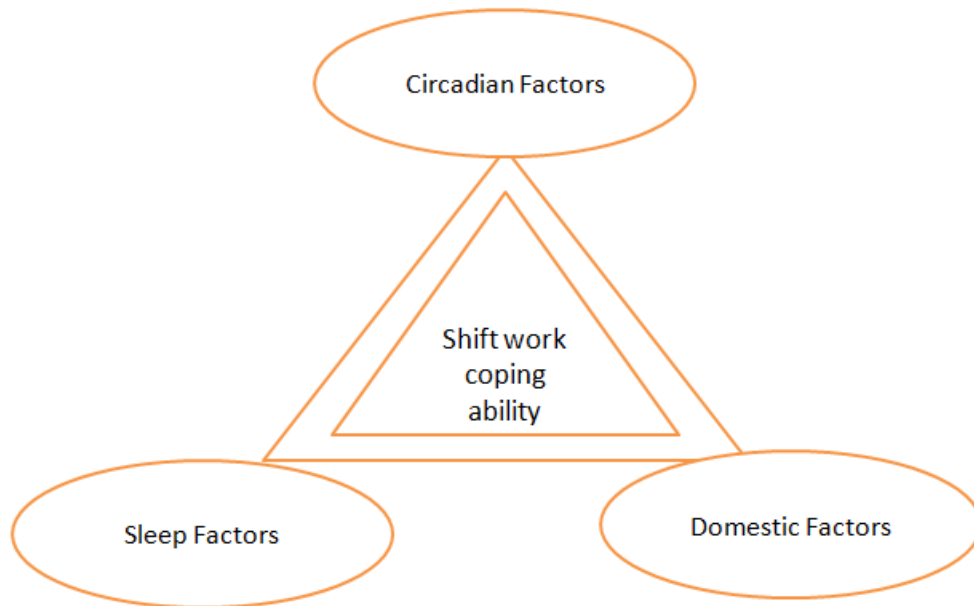 Circadian Factors
Shift work
coping
ability
Sleep Factors
Domestic Factors